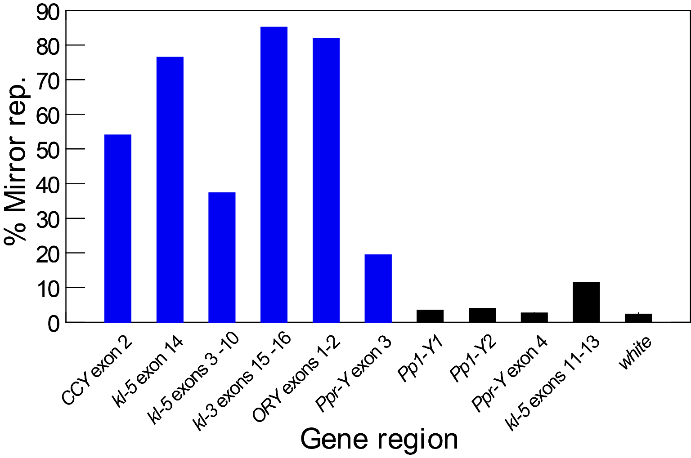 90
80
70
60
50
40
30
20
10
0
% Mirror rep.
CCY exon 2
kl-5 exon 14
kl-5 exons 3 -10
kl-3 exons 15 -16
ORY exons 1-2
Ppr-Y exon 3
Pp1-Y1
Pp1-Y2
Ppr-Y exon 4
kl-5 exons 11-13
white
Gene region